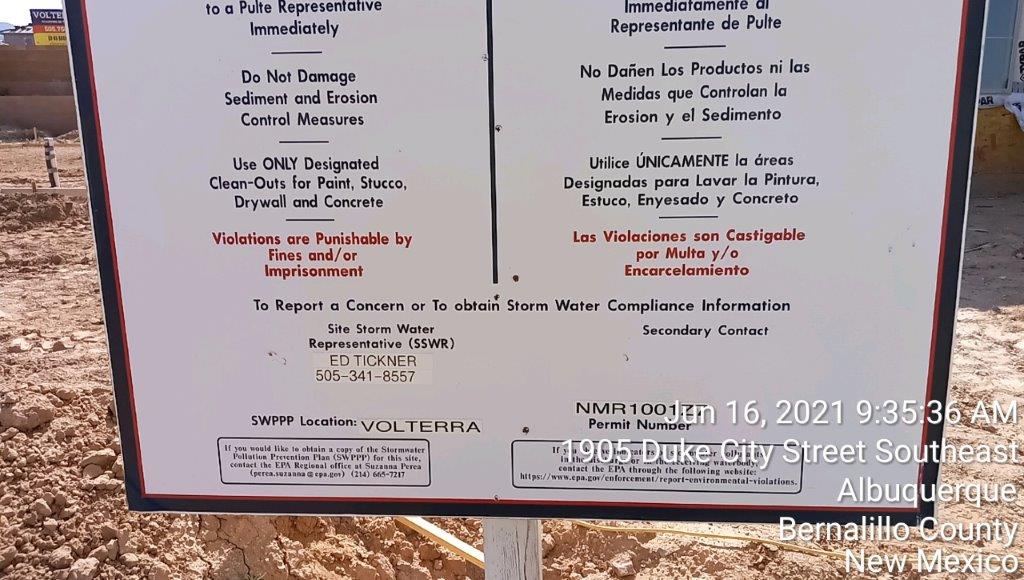 VOLTE
to a Pulte Representative
Immediately
Do Not Damage
Sediment and Erosion
Control Measures
Use ONLY Designated
Clean-Outs for Paint, Stucco,
Drywall and Concrete
Violations are Punishable by
Fines and/or
Imprisonment
Inmediatamente al
Representante de Pulte
No Dañen Los Productos ni las
Medidas que Controlan la
Erosion y el Sedimento
Utilice ÚNICAMENTE la áreas
Designadas para Lavar la Pintura,
Estuco, Enyesado y Concreto
Las Violaciones son Castigable
por Multa y/o
Encarcelamiento
To Report a Concern or To obtain Storm Water Compliance Information
Site Storm Water
Representative (SSWR)
ED TICKNER
505-341-8557
Secondary Contact
SWPPP Location: VOLTERRA
Permit Number
If you would like to obtain a copy of the Stormwater
Pollution Prevention Plan (SWPPP) for this site,
contact the EPA Regional office at Suzanna Perea
(perea.suzanna@epa.gov) (214) 665-7217
contact the EPA through the following website:
https://www.epa.gov/enforcement/report-environmental-violations.
Jun 16, 2021 9:35:36 AM
1905 Duke City Street Southeast
Albuquerque
Bernalillo County
New Mexico